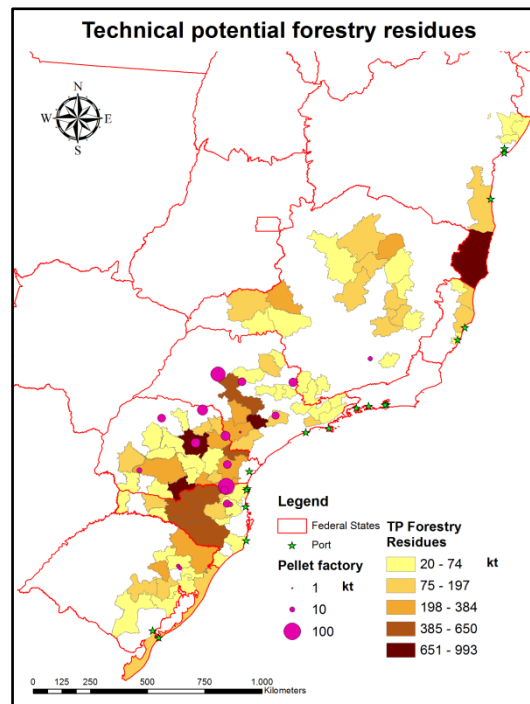 Technical potential forestry residues
N
W E
S
Legend
Federal States
Port
Pellet factory
1 kt
10
100
TP Forestry
Residues
20 - 74 kt
75 - 197
198 - 384
385 - 650
651 - 993
0 125 250 500 750 1.000
Kilometers